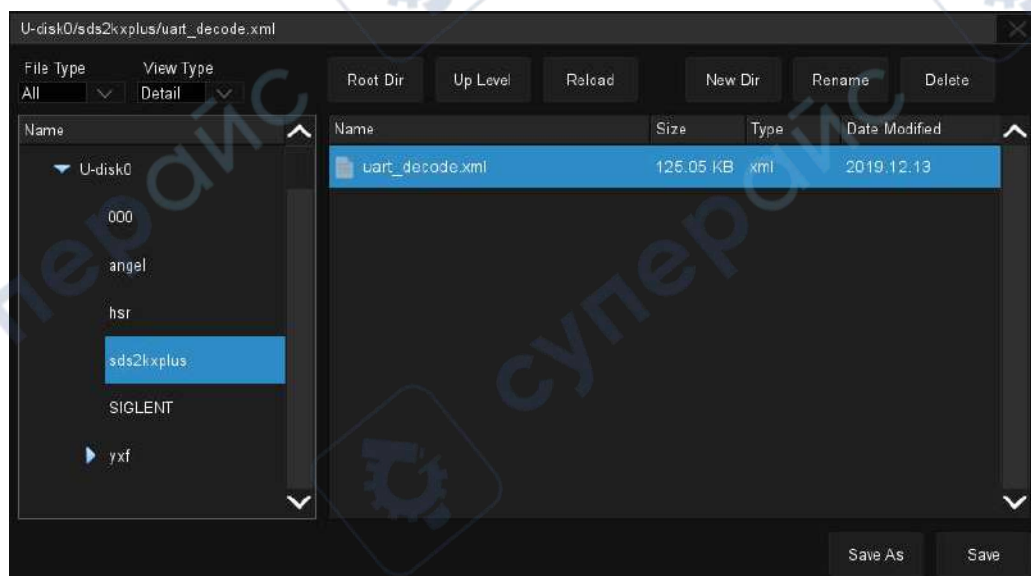 U-disk0/sds2kxplus/uart_decode.xml
File Type View Type
All Detail
Root Dir Up Level Reload New Dir Rename Delete
Name
U-disk0
000
angel
hsr
sds2kxplus
SIGLENT
yxf
Name Size Type Date Modified
uart_decode.xml 125.05 KB xml 2019.12.13
Save As Save
суперайс
суперайс